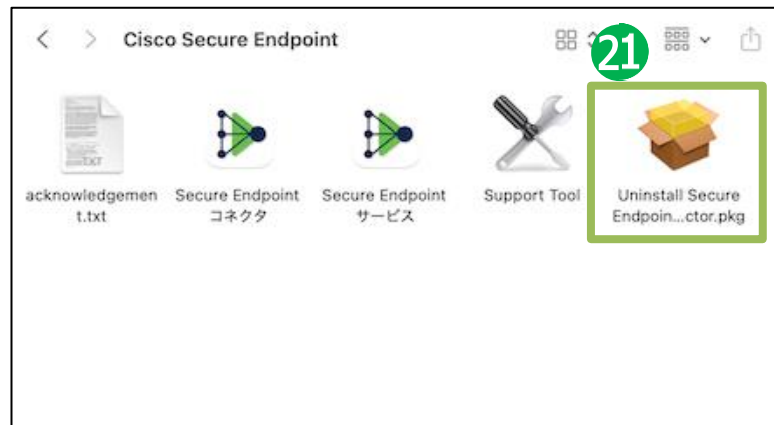 Cisco Secure Endpoint
21
TXT
acknowledgemen
t.txt
Secure Endpoint
コネクタ
Secure Endpoint
サービス
Support Tool
Uninstall Secure
Endpoin...ctor.pkg